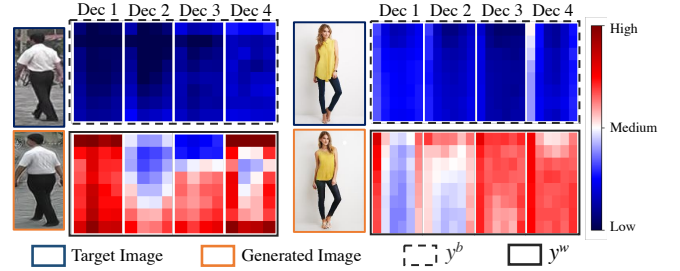 Dec 1 Dec 2 Dec 3 Dec 4 Dec 1 Dec 2 Dec 3 Dec 4
High
Medium
Low
Target Image Generated Image y^b y^w